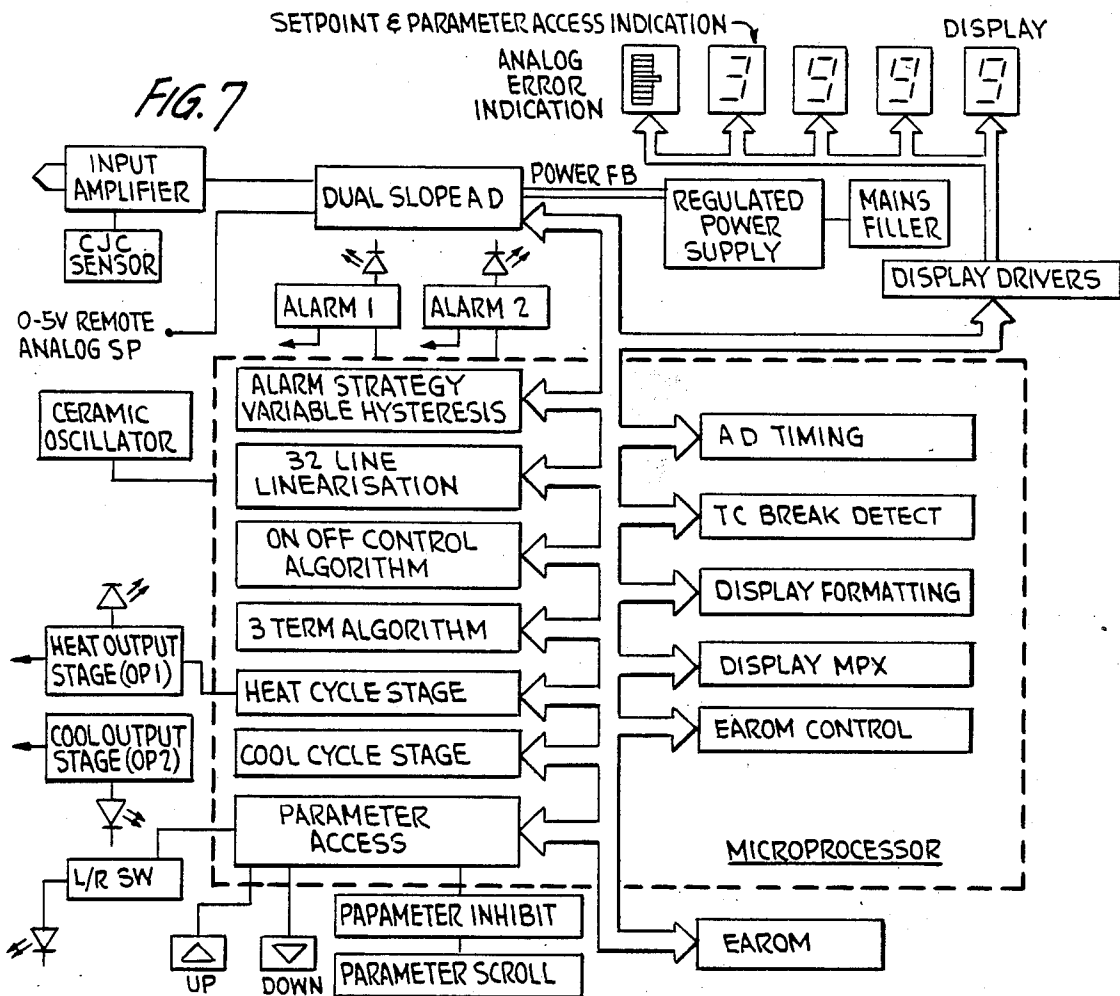 SETPOINT & PARAMETER ACCESS INDICATION
DISPLAY
ANALOG
ERROR
INDICATION
3 9 9 9
FIG. 7
INPUT
AMPLIFIER
CJC
SENSOR
DUAL SLOPE A D
POWER FB
REGULATED
POWER
SUPPLY
MAINS
FILLER
DISPLAY DRIVERS
ALARM 1
ALARM 2
0-5V REMOTE
ANALOG SP
CERAMIC
OSCILLATOR
ALARM STRATEGY
VARIABLE HYSTERESIS
32 LINE
LINEARISATION
ON OFF CONTROL
ALGORITHM
3 TERM ALGORITHM
HEAT CYCLE STAGE
COOL CYCLE STAGE
PARAMETER
ACCESS
A D TIMING
TC BREAK DETECT
DISPLAY FORMATTING
DISPLAY MPX
EAROM CONTROL
MICROPROCESSOR
HEAT OUTPUT
STAGE (OP1)
COOL OUTPUT
STAGE (OP2)
L/R SW
UP
DOWN
PAPAMETER INHIBIT
PARAMETER SCROLL
EAROM